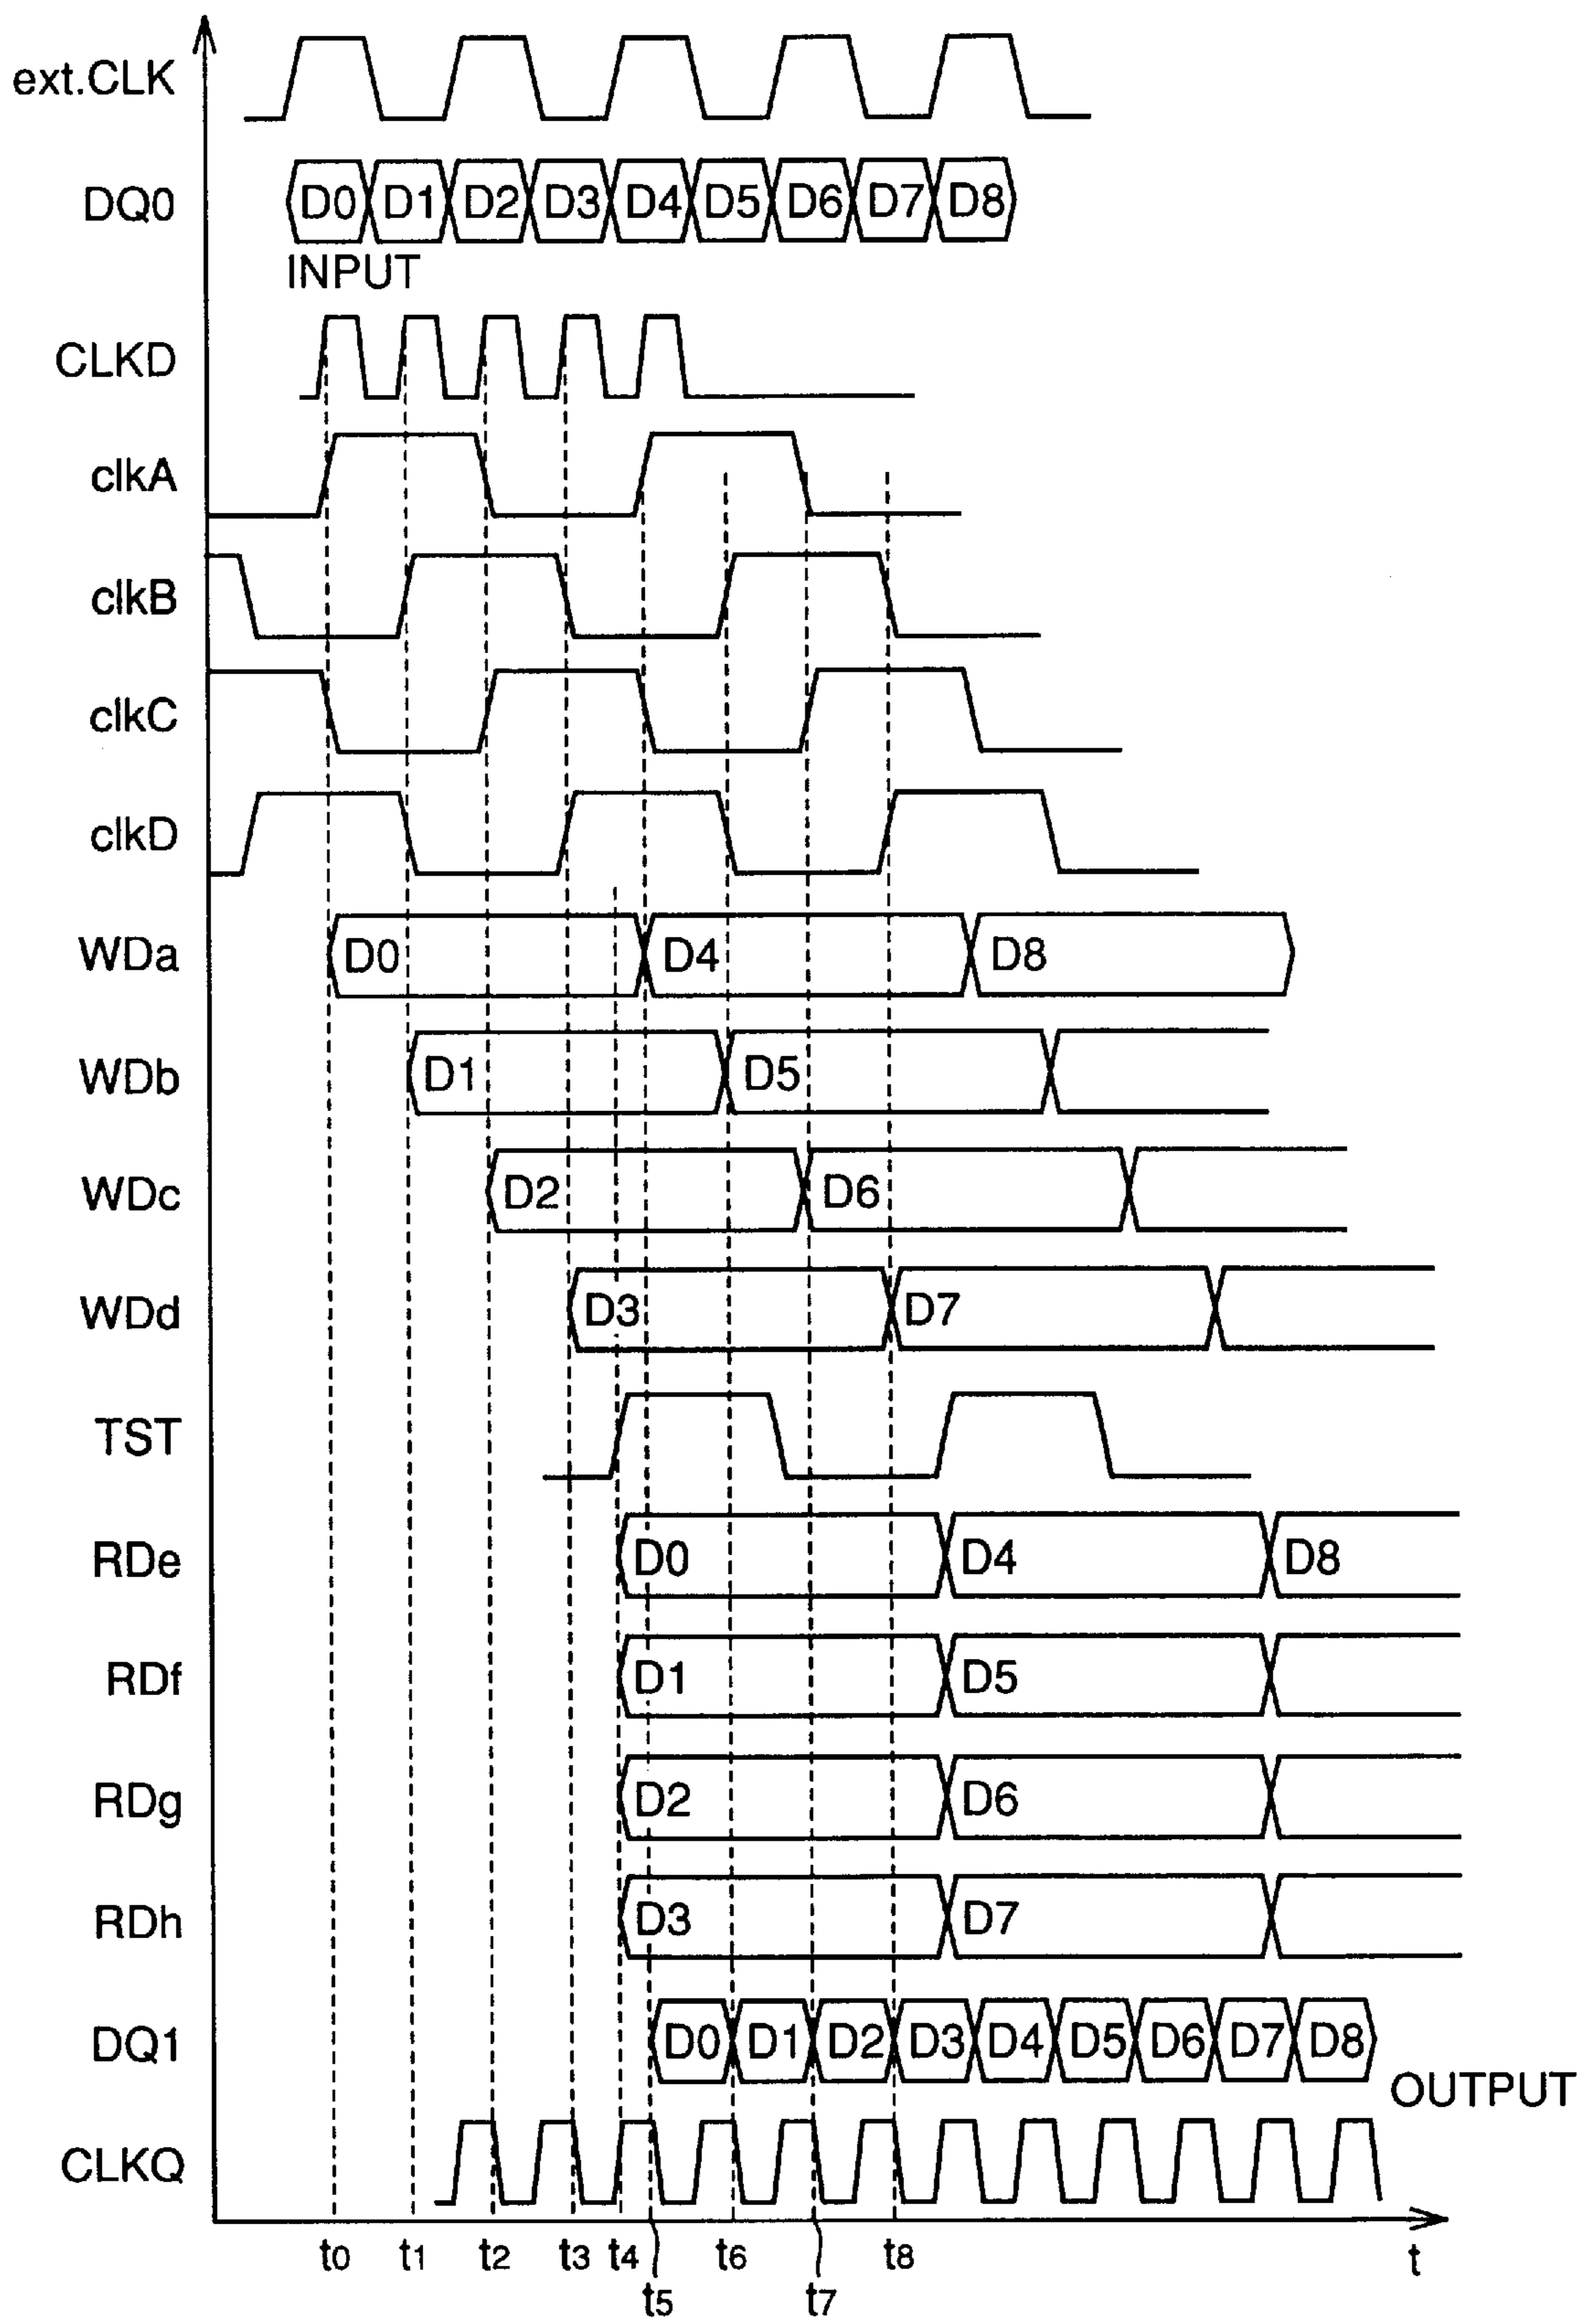 ext.CLK
DQ0 D0 D1 D2 D3 D4 D5 D6 D7 D8
INPUT
CLKD
clkA
clkB
clkC
clkD
WDa D0 D4 D8
WDb D1 D5
WDc D2 D6
WDd D3 D7
TST
RDe D0 D4 D8
RDf D1 D5
RDg D2 D6
RDh D3 D7
DQ1 D0 D1 D2 D3 D4 D5 D6 D7 D8
OUTPUT
CLKQ
t0 t1 t2 t3 t4 t6 t8 t
t5 t7